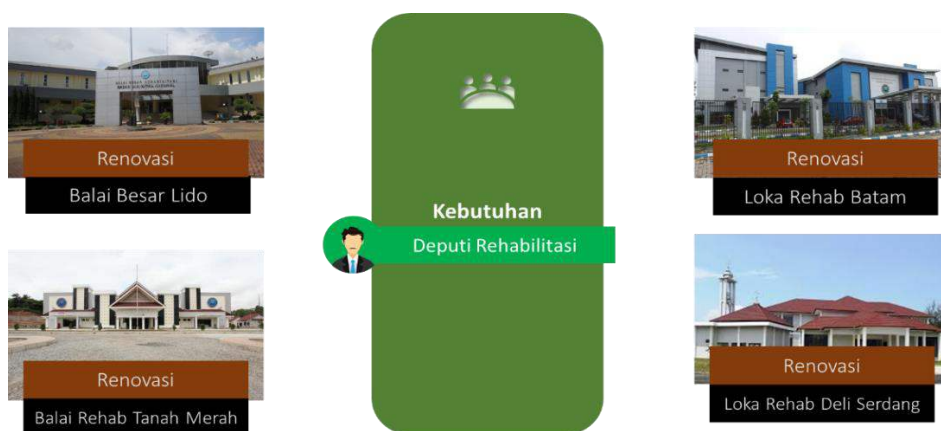 Renovasi
Balai Besar Lido
Renovasi
Balai Rehab Tanah Merah
Kebutuhan
Deputi Rehabilitasi
Renovasi
Loka Rehab Batam
Renovasi
Loka Rehab Deli Serdang